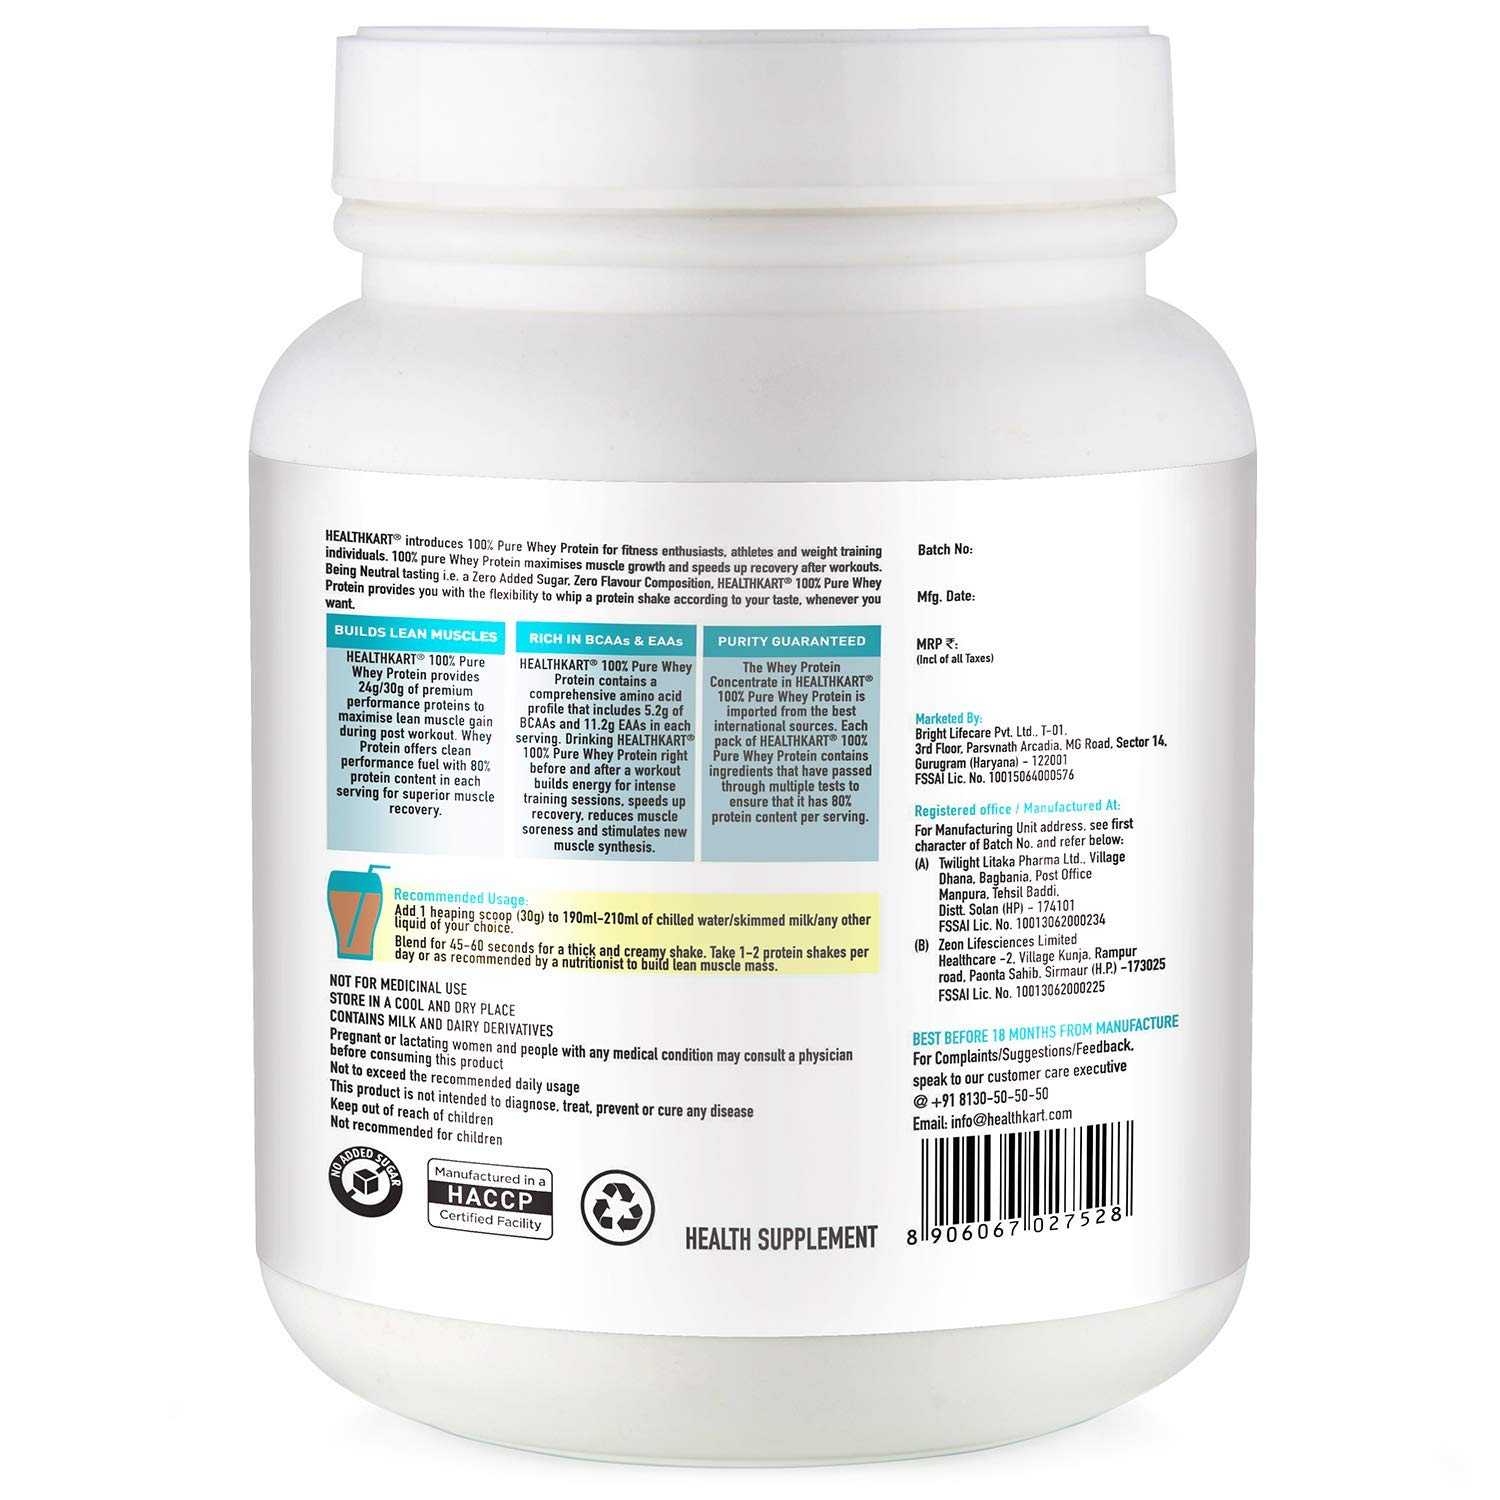 HEALTHKART® introduces 100% Pure Whey Protein for fitness enthusiasts, athletes and weight training
individuals. 100% pure Whey Protein maximises muscle growth and speeds up recovery after workouts.
Being Neutral tasting i.e. a Zero Added Sugar, Zero Flavour Composition, HEALTHKART® 100% Pure Whey
Protein provides you with the flexibility to whip a protein shake according to your taste, whenever you
want.
BUILDS LEAN MUSCLES
HEALTHKART® 100% Pure
Whey Protein provides
24g/30g of premium
performance proteins to
maximise lean muscle gain
during post workout. Whey
Protein offers clean
performance fuel with 80%
protein content in each
serving for superior muscle
recovery.
RICH IN BCAAs & EAAs
HEALTHKART® 100% Pure Whey
Protein contains a
comprehensive amino acid
profile that includes 5.2g of
BCAAs and 11.2g EAAs in each
serving. Drinking HEALTHKART®
100% Pure Whey Protein right
before and after a workout
builds energy for intense
training sessions, speeds up
recovery, reduces muscle
soreness and stimulates new
muscle synthesis.
PURITY GUARANTEED
The Whey Protein
Concentrate in HEALTHKART®
100% Pure Whey Protein is
imported from the best
international sources. Each
pack of HEALTHKART® 100%
Pure Whey Protein contains
ingredients that have passed
through multiple tests to
ensure that it has 80%
protein content per serving.
Recommended Usage:
Add 1 heaping scoop (30g) to 190ml-210ml of chilled water/skimmed milk/any other
liquid of your choice.
Blend for 45-60 seconds for a thick and creamy shake. Take 1-2 protein shakes per
day or as recommended by a nutritionist to build lean muscle mass.
NOT FOR MEDICINAL USE
STORE IN A COOL AND DRY PLACE
CONTAINS MILK AND DAIRY DERIVATIVES
Pregnant or lactating women and people with any medical condition may consult a physician
before consuming this product
Not to exceed the recommended daily usage
This product is not intended to diagnose, treat, prevent or cure any disease
Keep out of reach of children
Not recommended for children
NO ADDED SUGAR
Manufactured in a
HACCP
Certified Facility
HEALTH SUPPLEMENT
Batch No:
Mfg. Date:
MRP ₹:
(Incl of all Taxes)
Marketed By:
Bright Lifecare Pvt. Ltd., T-01,
3rd Floor, Parsvnath Arcadia, MG Road, Sector 14,
Gurugram (Haryana) - 122001
FSSAI Lic. No. 10015064000576
Registered office / Manufactured At:
For Manufacturing Unit address, see first
character of Batch No. and refer below:
(A) Twilight Litaka Pharma Ltd., Village
Dhana, Bagbania, Post Office
Manpura, Tehsil Baddi,
Distt. Solan (HP) - 174101
FSSAI Lic. No. 10013062000234
(B) Zeon Lifesciences Limited
Healthcare -2, Village Kunja, Rampur
road, Paonta Sahib, Sirmaur (H.P.) -173025
FSSAI Lic. No. 10013062000225
BEST BEFORE 18 MONTHS FROM MANUFACTURE
For Complaints/Suggestions/Feedback,
speak to our customer care executive
@ +91 8130-50-50-50
Email: info@healthkart.com
8 906067 027528